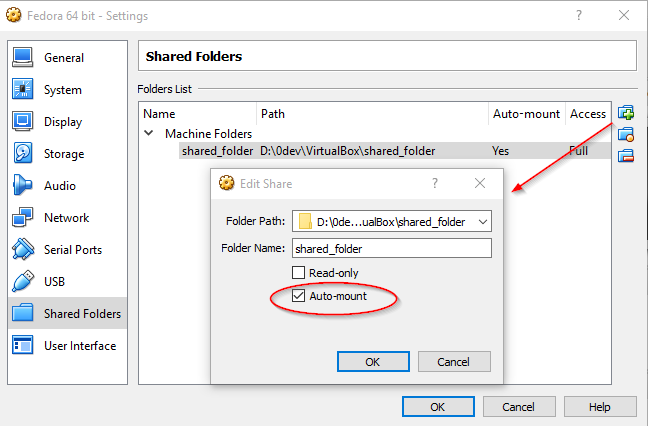 Fedora 64 bit - Settings
?
General
System
Display
Storage
Audio
Network
Serial Ports
USB
Shared Folders
User Interface
Shared Folders
Folders List
Name Path Auto-mount Access
Machine Folders
shared_folder D:\0dev\VirtualBox\shared_folder Yes Full
Edit Share ?
Folder Path: D:\0de...ualBox\shared_folder
Folder Name: shared_folder
Read-only
Auto-mount
OK Cancel
OK Cancel Help